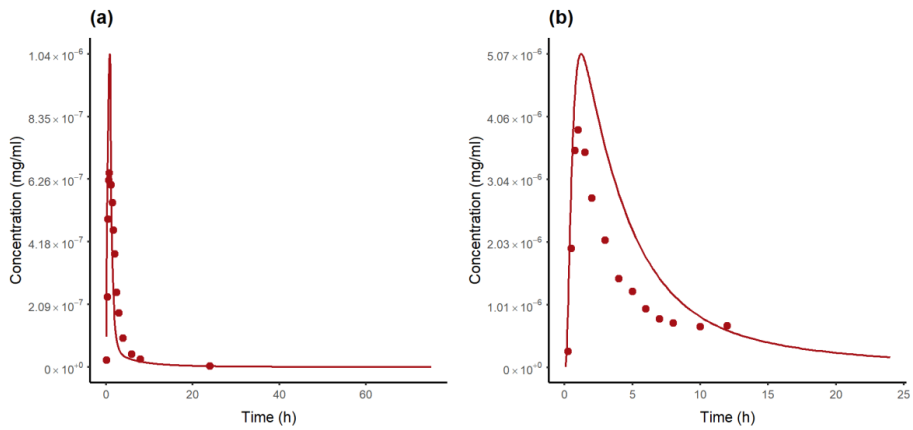 (a)
Concentration (mg/ml)
1.04 × 10⁻⁶
8.35 × 10⁻⁷
6.26 × 10⁻⁷
4.18 × 10⁻⁷
2.09 × 10⁻⁷
0 × 10⁺⁰
0 20 40 60
Time (h)
(b)
Concentration (mg/ml)
5.07 × 10⁻⁶
4.06 × 10⁻⁶
3.04 × 10⁻⁶
2.03 × 10⁻⁶
1.01 × 10⁻⁶
0 × 10⁺⁰
0 5 10 15 20 25
Time (h)